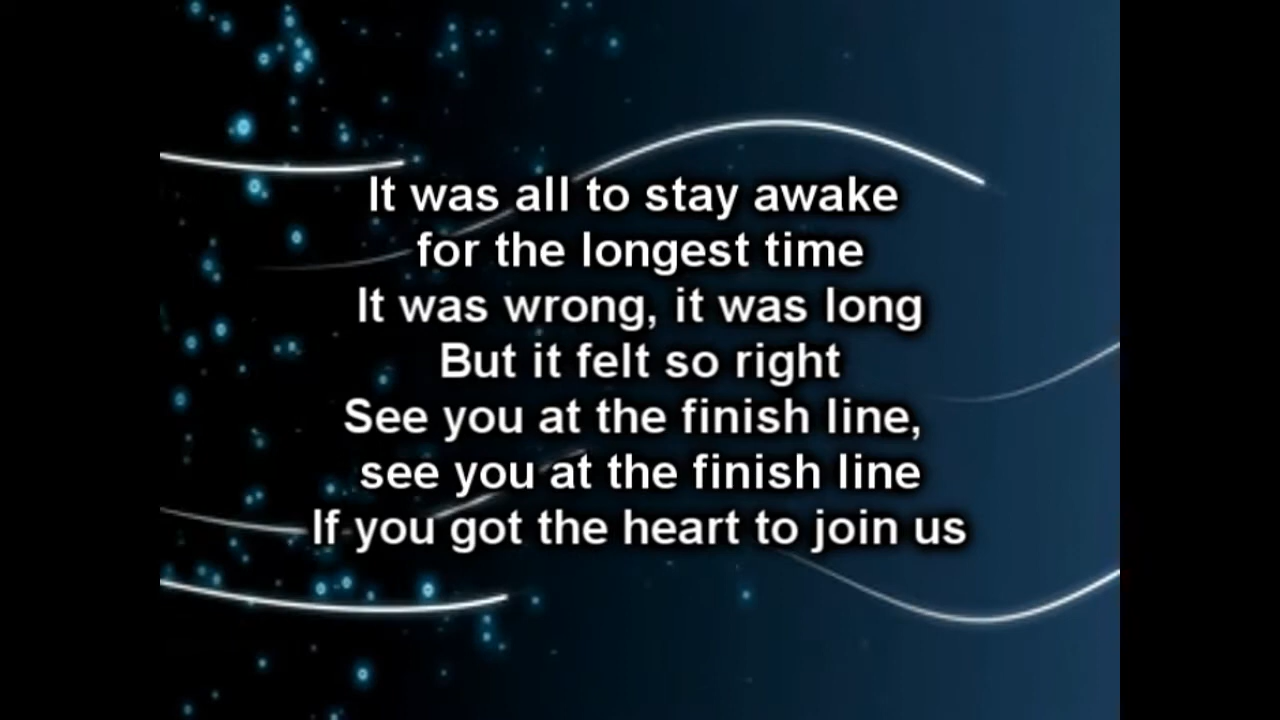 It was all to stay awake
for the longest time
It was wrong, it was long
But it felt so right
See you at the finish line,
see you at the finish line
If you got the heart to join us